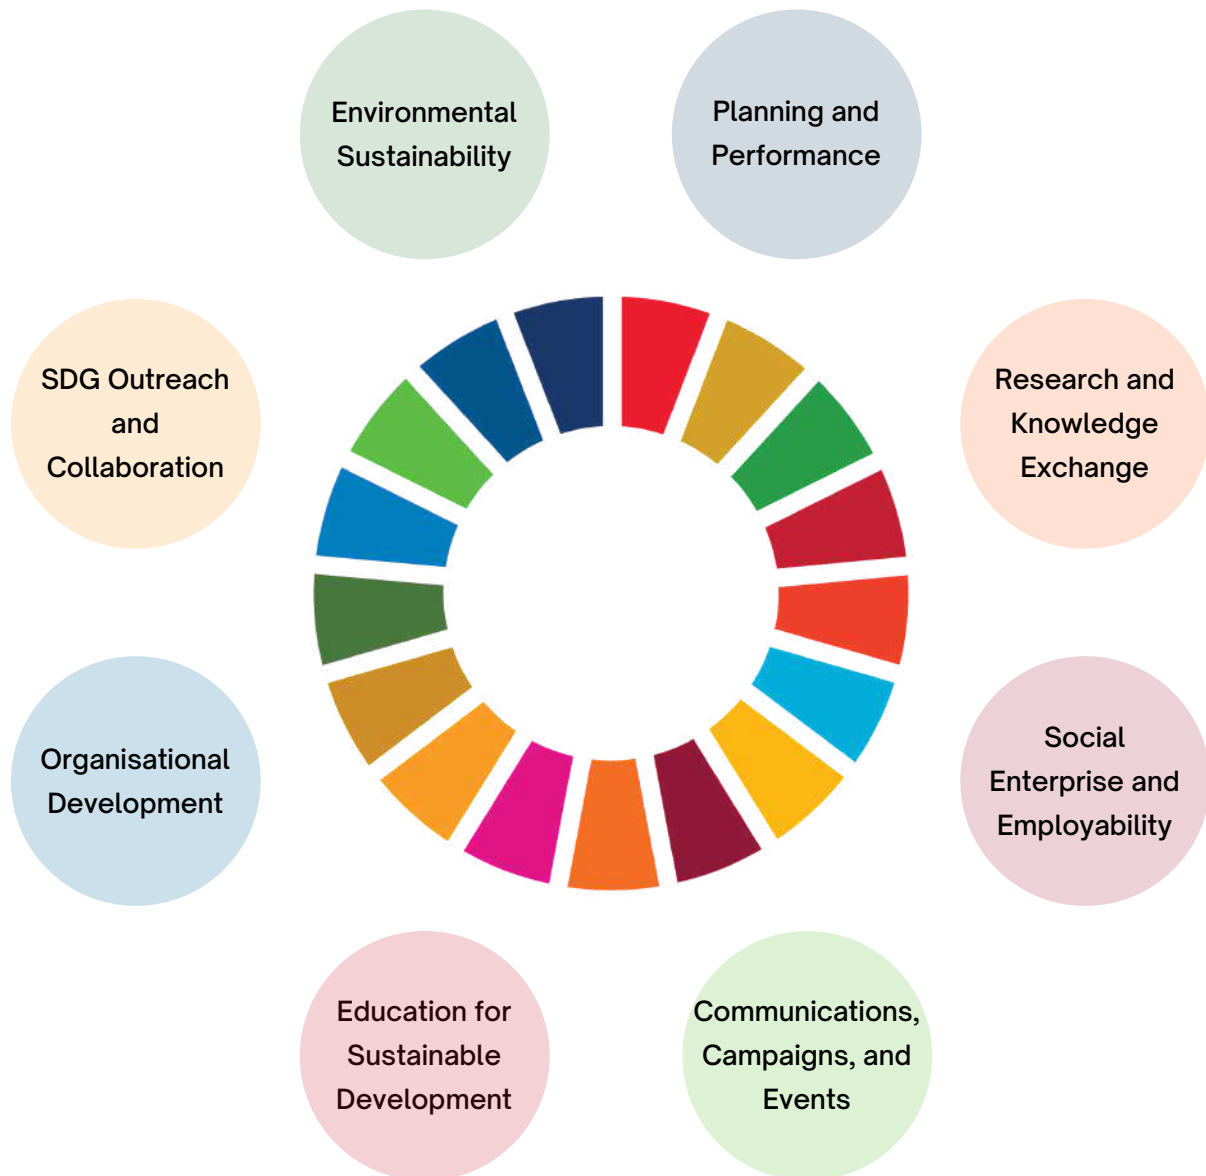 Environmental
Sustainability
Planning and
Performance
SDG Outreach
and
Collaboration
Research and
Knowledge
Exchange
Organisational
Development
Social
Enterprise and
Employability
Education for
Sustainable
Development
Communications,
Campaigns, and
Events